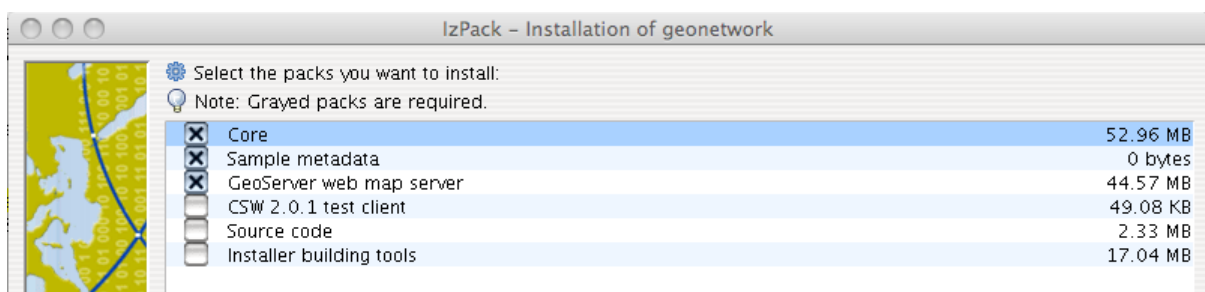 IzPack – Installation of geonetwork
Select the packs you want to install:
Note: Grayed packs are required.
Core 52.96 MB
Sample metadata 0 bytes
GeoServer web map server 44.57 MB
CSW 2.0.1 test client 49.08 KB
Source code 2.33 MB
Installer building tools 17.04 MB